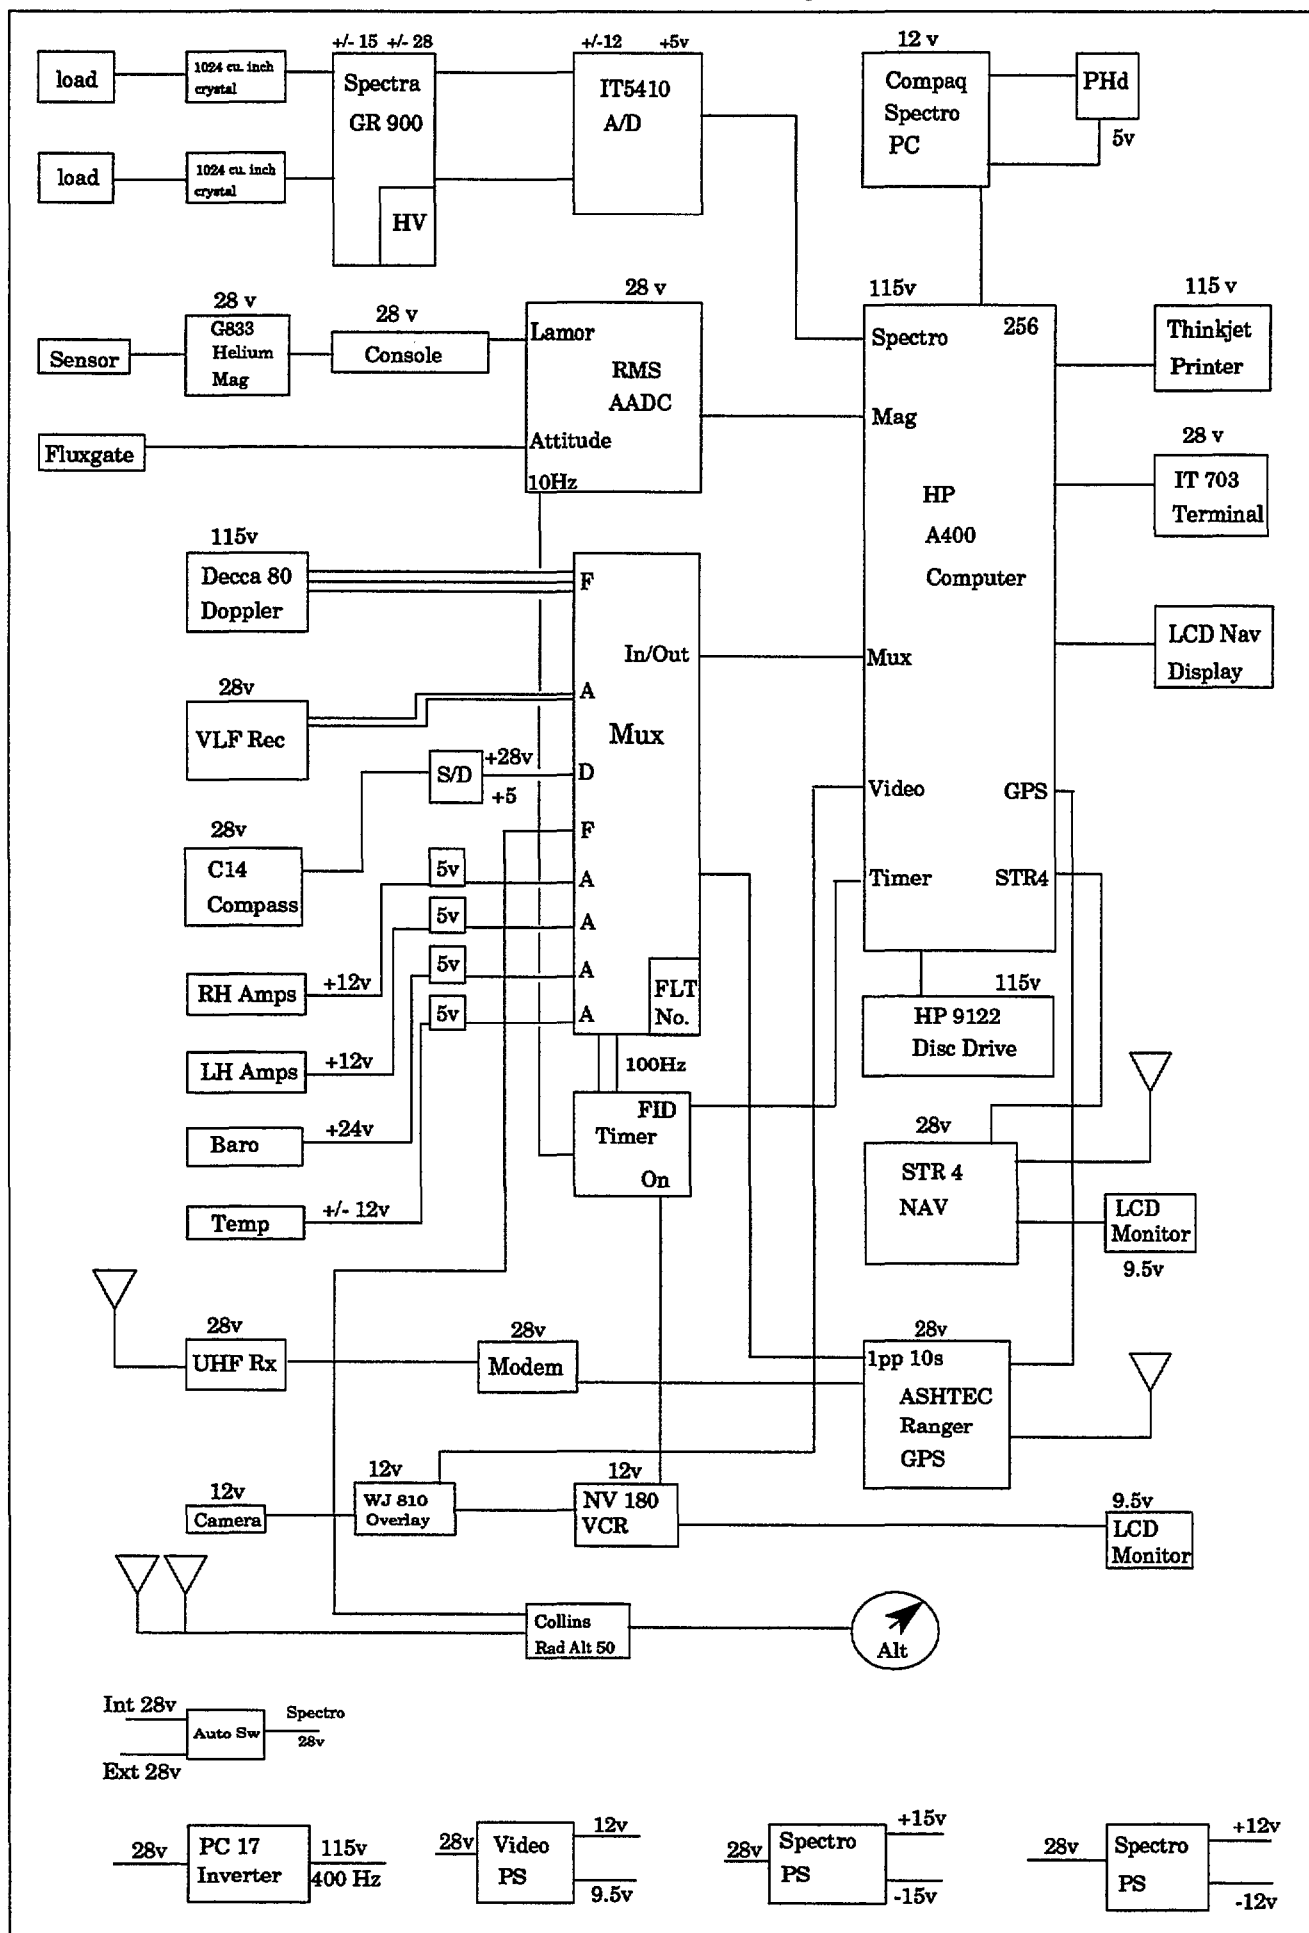 +/- 15 +/- 28
+/-12 +5v
12 v
load
1024 cu. inch
crystal
Spectra
GR 900
HV
IT5410
A/D
Compaq
Spectro
PC
PHd
5v
load
1024 cu. inch
crystal
28 v
28 v
28 v
115v
115 v
Sensor
G833
Helium
Mag
Console
Lamor
RMS
AADC
Attitude
10Hz
Fluxgate
Spectro
256
Mag
HP
A400
Computer
Mux
Video
GPS
Timer
STR4
Thinkjet
Printer
28 v
IT 703
Terminal
LCD Nav
Display
115v
Decca 80
Doppler
F
In/Out
28v
VLF Rec
A
Mux
S/D
+28v
+5
D
F
28v
C14
Compass
5v
A
5v
A
5v
A
5v
A
FLT
No.
RH Amps
+12v
LH Amps
+12v
Baro
+24v
Temp
+/- 12v
100Hz
FID
Timer
On
115v
HP 9122
Disc Drive
28v
STR 4
NAV
LCD
Monitor
9.5v
28v
UHF Rx
28v
Modem
28v
1pp 10s
ASHTEC
Ranger
GPS
12v
Camera
12v
WJ 810
Overlay
12v
NV 180
VCR
9.5v
LCD
Monitor
Collins
Rad Alt 50
Alt
Int 28v
Auto Sw
Spectro
28v
Ext 28v
28v
PC 17
Inverter
115v
400 Hz
28v
Video
PS
12v
9.5v
28v
Spectro
PS
+15v
-15v
28v
Spectro
PS
+12v
-12v